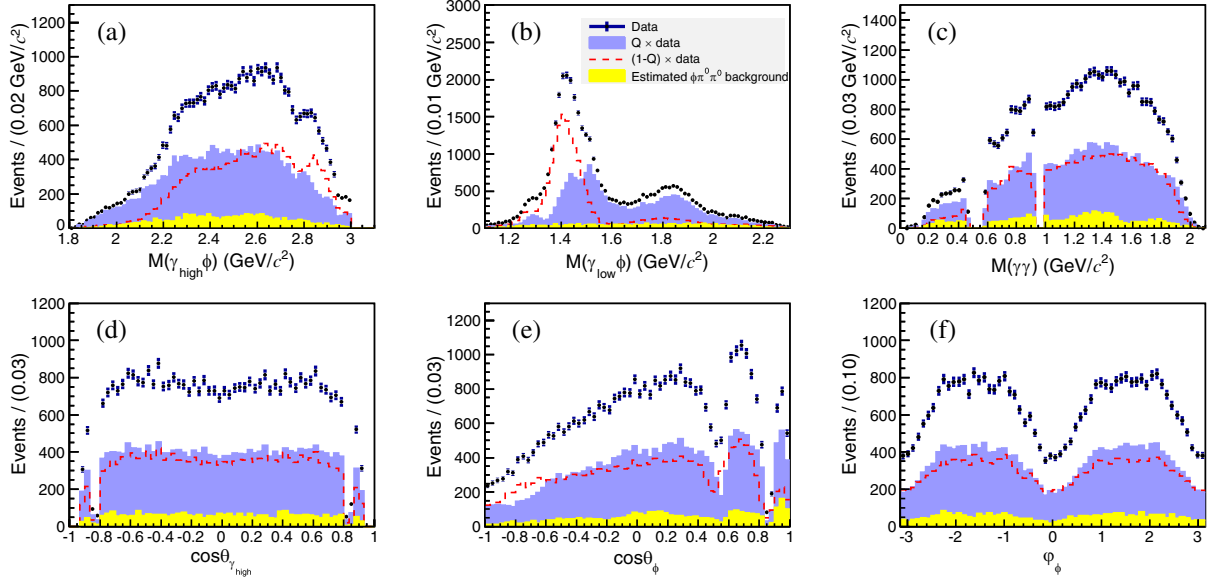 Events / (0.02 GeV/c²)
1200
1000
800
600
400
200
0
(a)
1.8 2 2.2 2.4 2.6 2.8 3
M(γhighϕ) (GeV/c²)
Events / (0.01 GeV/c²)
3000
2500
2000
1500
1000
500
0
(b)
Data
Q × data
(1-Q) × data
Estimated ϕπ⁰π⁰ background
1.2 1.4 1.6 1.8 2 2.2
M(γlowϕ) (GeV/c²)
Events / (0.03 GeV/c²)
1400
1200
1000
800
600
400
200
0
(c)
0 0.2 0.4 0.6 0.8 1 1.2 1.4 1.6 1.8 2
M(γγ) (GeV/c²)
Events / (0.03)
1200
1000
800
600
400
200
0
(d)
-1 -0.8 -0.6 -0.4 -0.2 0 0.2 0.4 0.6 0.8 1
cosθγhigh
Events / (0.03)
1200
1000
800
600
400
200
0
(e)
-1 -0.8 -0.6 -0.4 -0.2 0 0.2 0.4 0.6 0.8 1
cosθϕ
Events / (0.10)
1200
1000
800
600
400
200
0
(f)
-3 -2 -1 0 1 2 3
φϕ